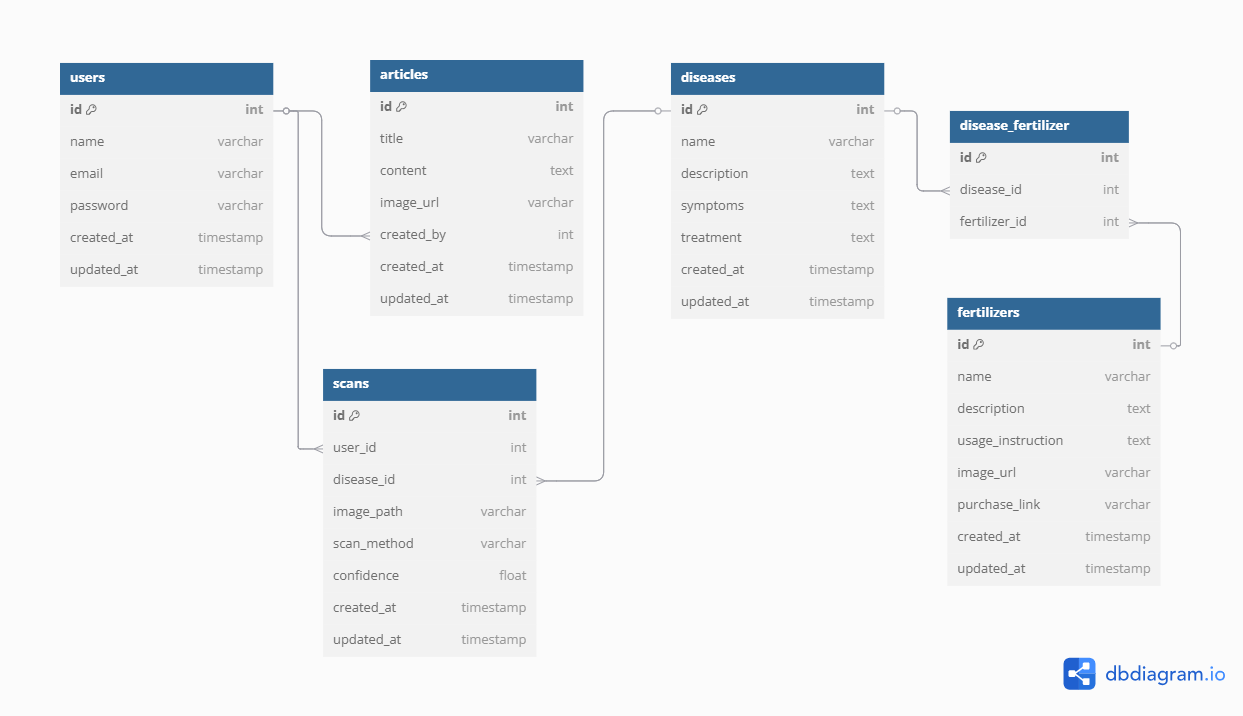 users
id int
name varchar
email varchar
password varchar
created_at timestamp
updated_at timestamp
articles
id int
title varchar
content text
image_url varchar
created_by int
created_at timestamp
updated_at timestamp
diseases
id int
name varchar
description text
symptoms text
treatment text
created_at timestamp
updated_at timestamp
disease_fertilizer
id int
disease_id int
fertilizer_id int
scans
id int
user_id int
disease_id int
image_path varchar
scan_method varchar
confidence float
created_at timestamp
updated_at timestamp
fertilizers
id int
name varchar
description text
usage_instruction text
image_url varchar
purchase_link varchar
created_at timestamp
updated_at timestamp
dbdiagram.io